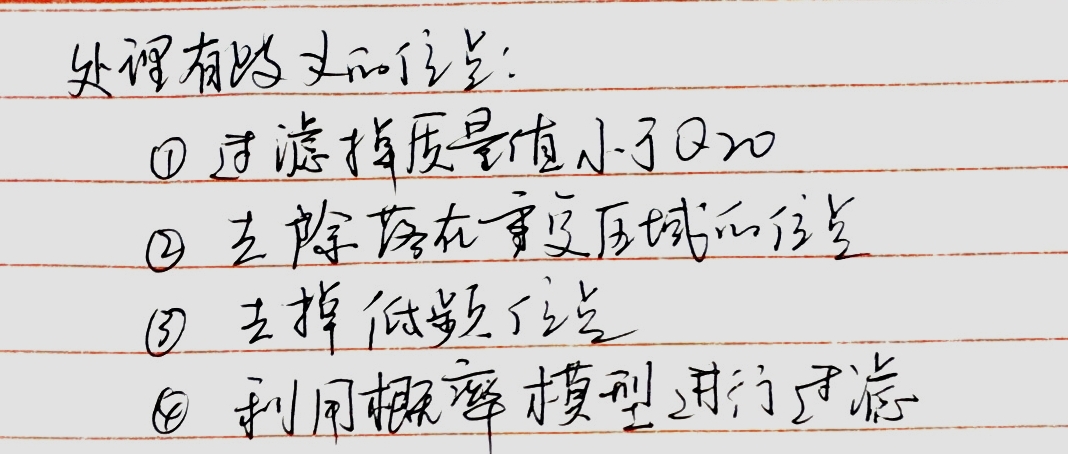 处理有歧义的位点:
① 过滤掉质量值小于Q20
② 去除落在重复区域的位点
③ 去掉低频位点
④ 利用概率模型进行过滤